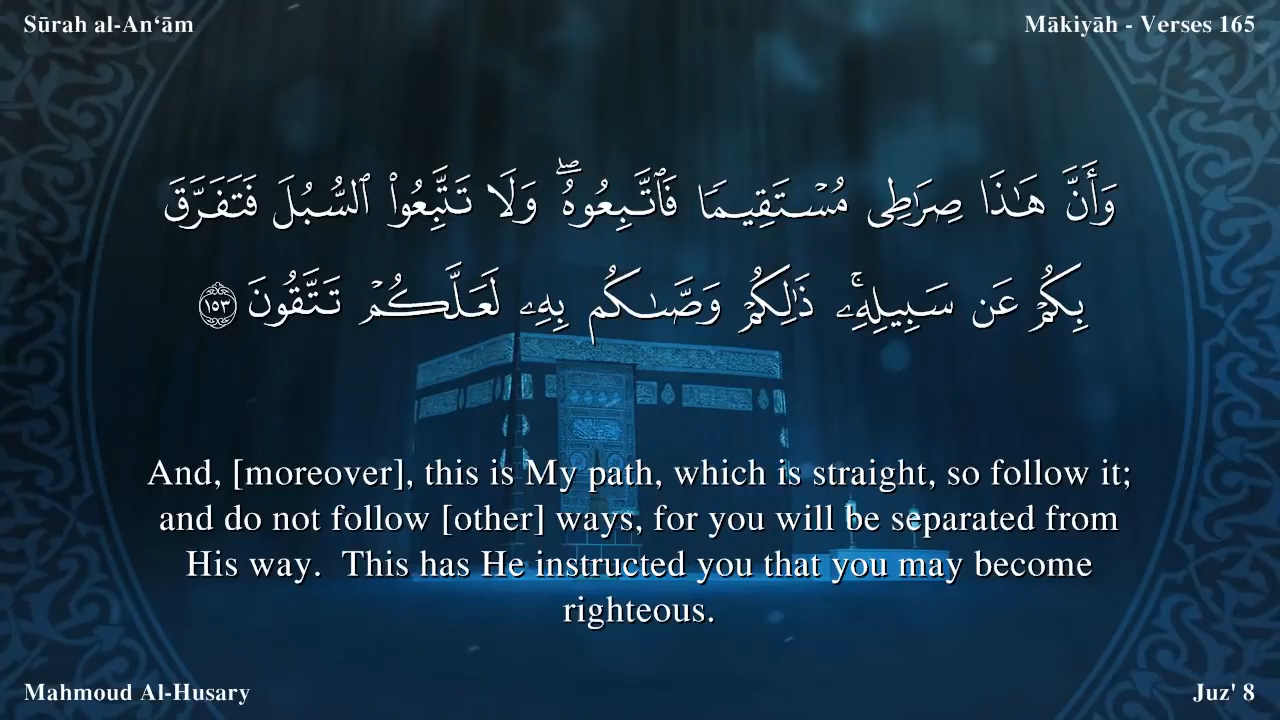 Sūrah al-An‘ām
Mākiyāh - Verses 165
وَأَنَّ هَـٰذَا صِرَٰطِى مُسْتَقِيمًا فَٱتَّبِعُوهُ ۖ وَلَا تَتَّبِعُوا۟ ٱلسُّبُلَ فَتَفَرَّقَ
بِكُمْ عَن سَبِيلِهِۦ ۚ ذَٰلِكُمْ وَصَّىٰكُم بِهِۦ لَعَلَّكُمْ تَتَّقُونَ ١٥٣
And, [moreover], this is My path, which is straight, so follow it;
and do not follow [other] ways, for you will be separated from
His way.  This has He instructed you that you may become
righteous.
Mahmoud Al-Husary
Juz' 8